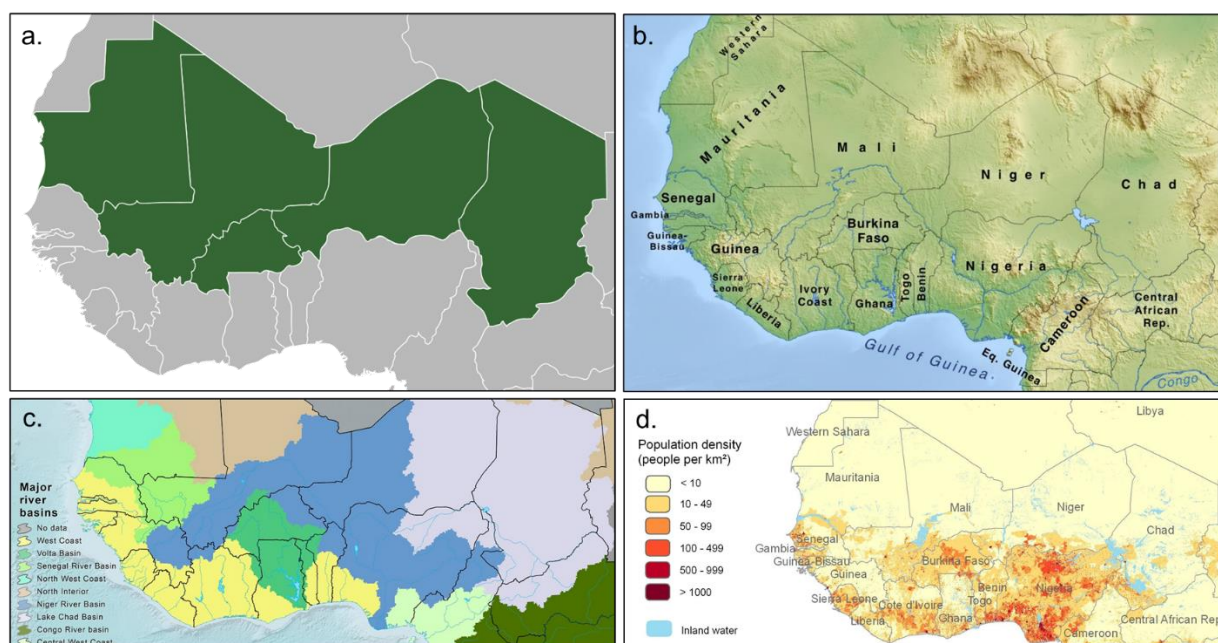 a.
b.
Western
Sahara
Mauritania
Mali
Niger
Chad
Senegal
Gambia
Guinea-
Bissau
Guinea
Burkina
Faso
Sierra
Leone
Liberia
Ivory
Coast
Ghana
Togo
Benin
Nigeria
Cameroon
Central
African
Rep.
Gulf of Guinea
Eq. Guinea
Congo
c.
Major
river
basins
No data
West Coast
Volta Basin
Senegal River Basin
North West Coast
North Interior
Niger River Basin
Lake Chad Basin
Congo River basin
Central West Coast
d.
Population density
(people per km²)
< 10
10 - 49
50 - 99
100 - 499
500 - 999
> 1000
Inland water
Western Sahara
Libya
Mauritania
Mali
Niger
Chad
Senegal
Gambia
Guinea-Bissau
Guinea
Burkina Faso
Sierra Leone
Liberia
Cote d'Ivoire
Ghana
Togo
Benin
Nigeria
Cameroon
Central African Rep